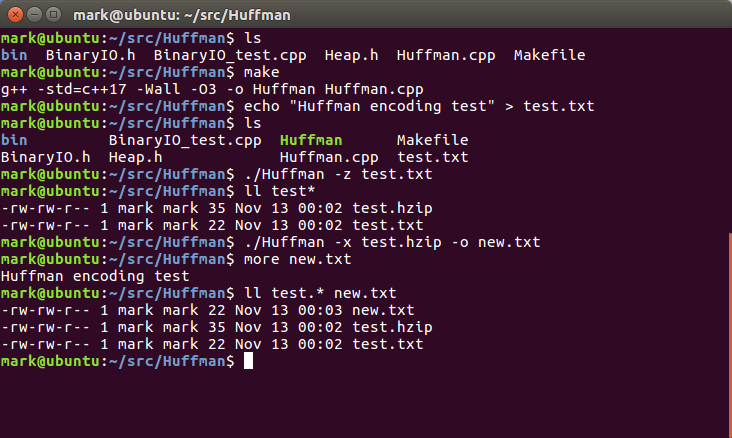 mark@ubuntu: ~/src/Huffman
mark@ubuntu:~/src/Huffman$ ls
bin  BinaryIO.h  BinaryIO_test.cpp  Heap.h  Huffman.cpp  Makefile
mark@ubuntu:~/src/Huffman$ make
g++ -std=c++17 -Wall -O3 -o Huffman Huffman.cpp
mark@ubuntu:~/src/Huffman$ echo "Huffman encoding test" > test.txt
mark@ubuntu:~/src/Huffman$ ls
bin         BinaryIO_test.cpp  Huffman      Makefile
BinaryIO.h  Heap.h             Huffman.cpp  test.txt
mark@ubuntu:~/src/Huffman$ ./Huffman -z test.txt
mark@ubuntu:~/src/Huffman$ ll test*
-rw-rw-r-- 1 mark mark 35 Nov 13 00:02 test.hzip
-rw-rw-r-- 1 mark mark 22 Nov 13 00:02 test.txt
mark@ubuntu:~/src/Huffman$ ./Huffman -x test.hzip -o new.txt
mark@ubuntu:~/src/Huffman$ more new.txt
Huffman encoding test
mark@ubuntu:~/src/Huffman$ ll test.* new.txt
-rw-rw-r-- 1 mark mark 22 Nov 13 00:03 new.txt
-rw-rw-r-- 1 mark mark 35 Nov 13 00:02 test.hzip
-rw-rw-r-- 1 mark mark 22 Nov 13 00:02 test.txt
mark@ubuntu:~/src/Huffman$